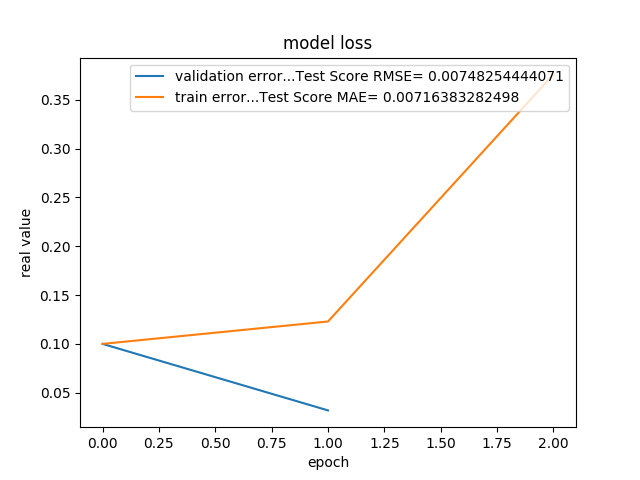 model loss
validation error...Test Score RMSE= 0.00748254444071
train error...Test Score MAE= 0.00716383282498
real value
0.35
0.30
0.25
0.20
0.15
0.10
0.05
0.00 0.25 0.50 0.75 1.00 1.25 1.50 1.75 2.00
epoch